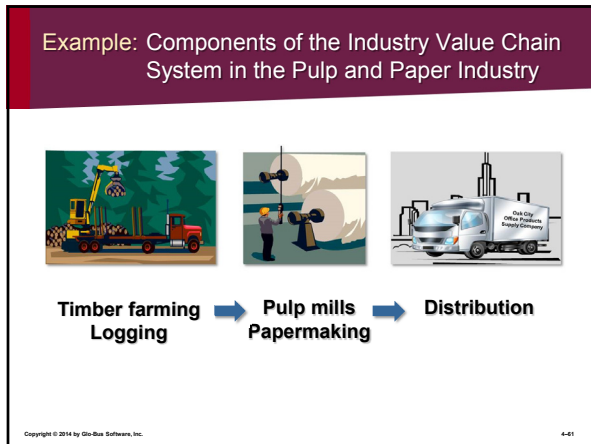 Example: Components of the Industry Value Chain
System in the Pulp and Paper Industry
Oak City
Office Products
Supply Company
Timber farming
Logging
Pulp mills
Papermaking
Distribution
Copyright © 2014 by Glo-Bus Software, Inc.
4–61